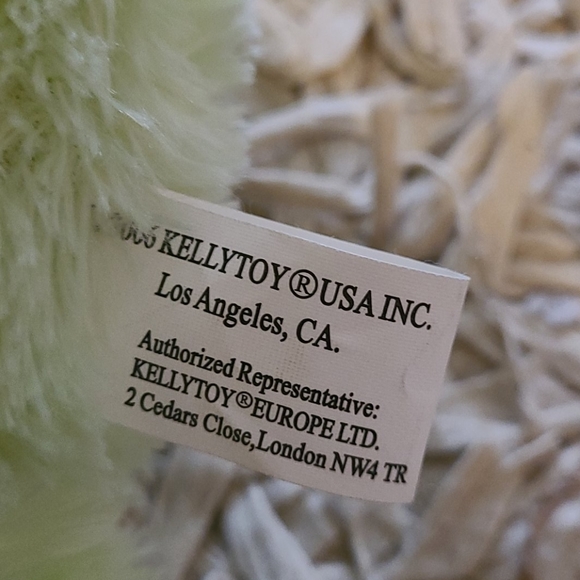 KELLYTOY®USA INC.
Los Angeles, CA.
Authorized Representative:
KELLYTOY®EUROPE LTD.
2 Cedars Close,London NW4 TR